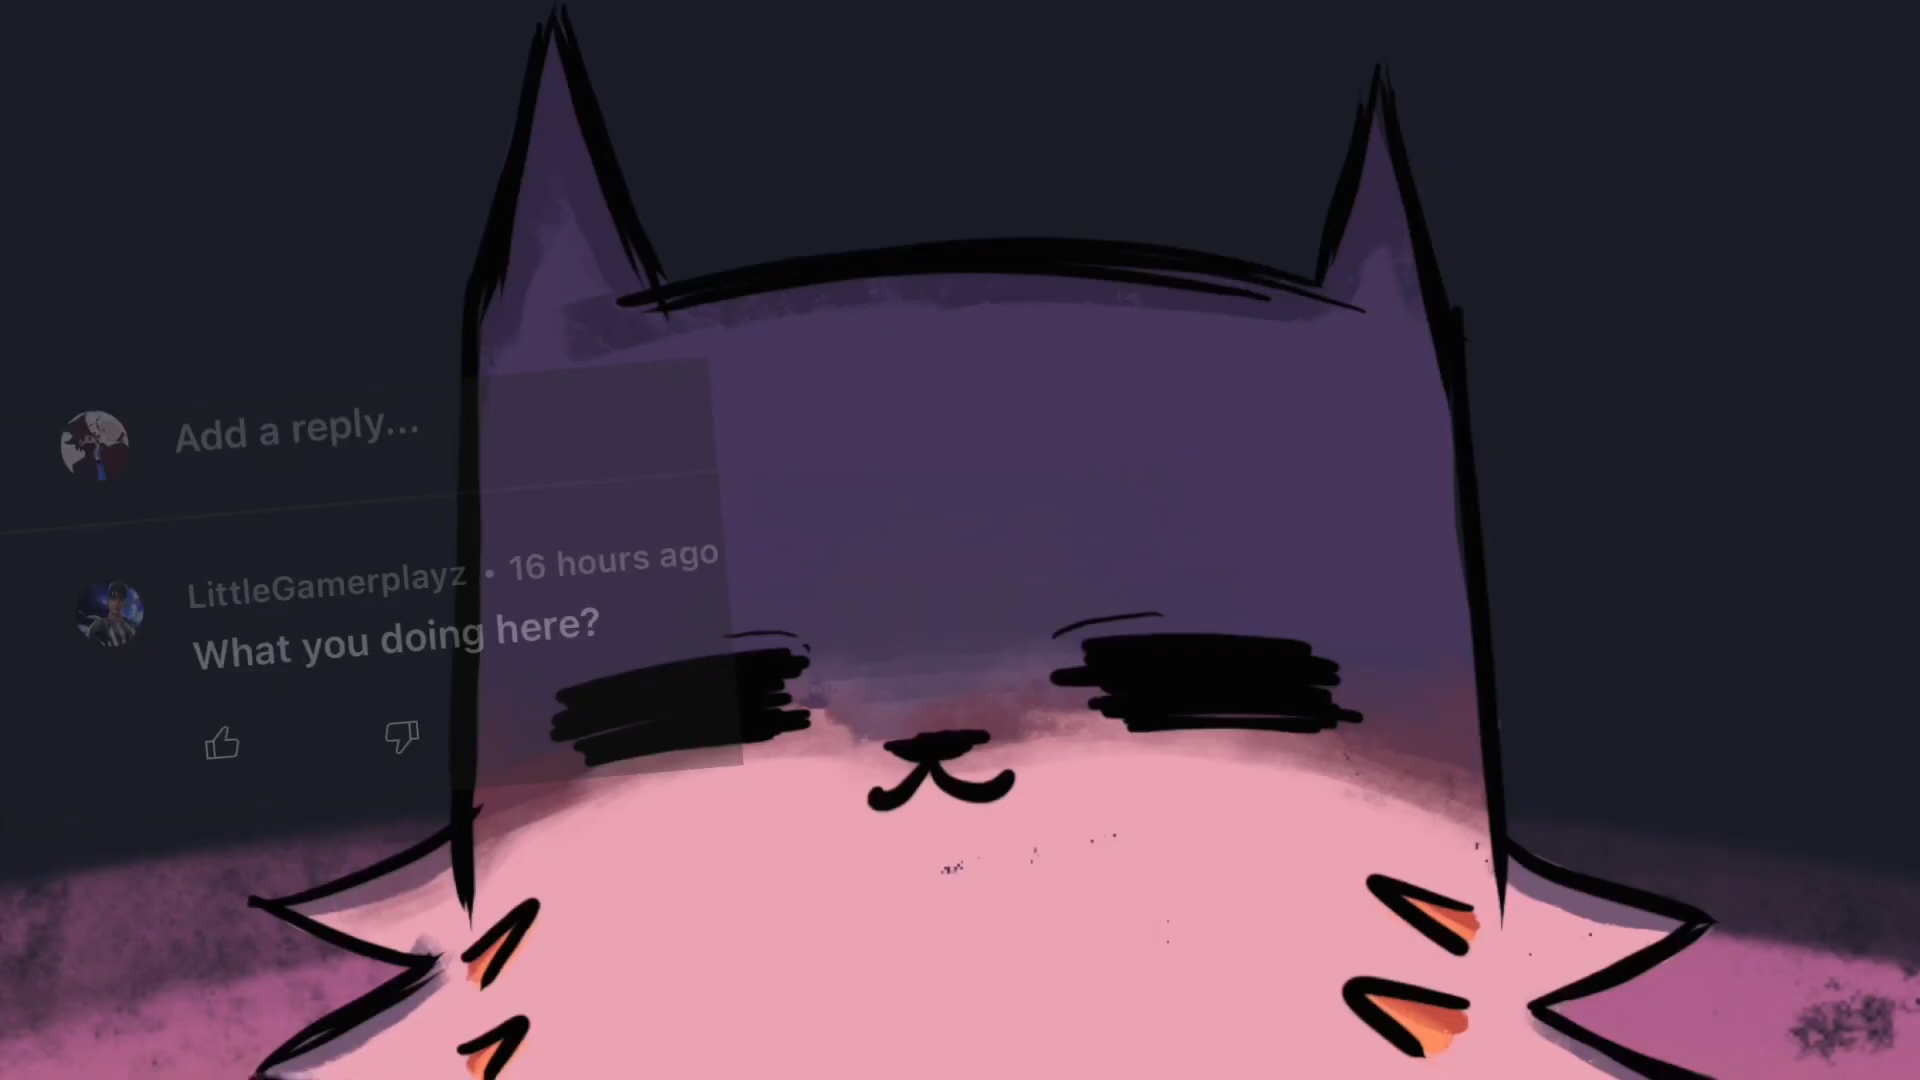 Add a reply...
LittleGamerplayz • 16 hours ago
What you doing here?